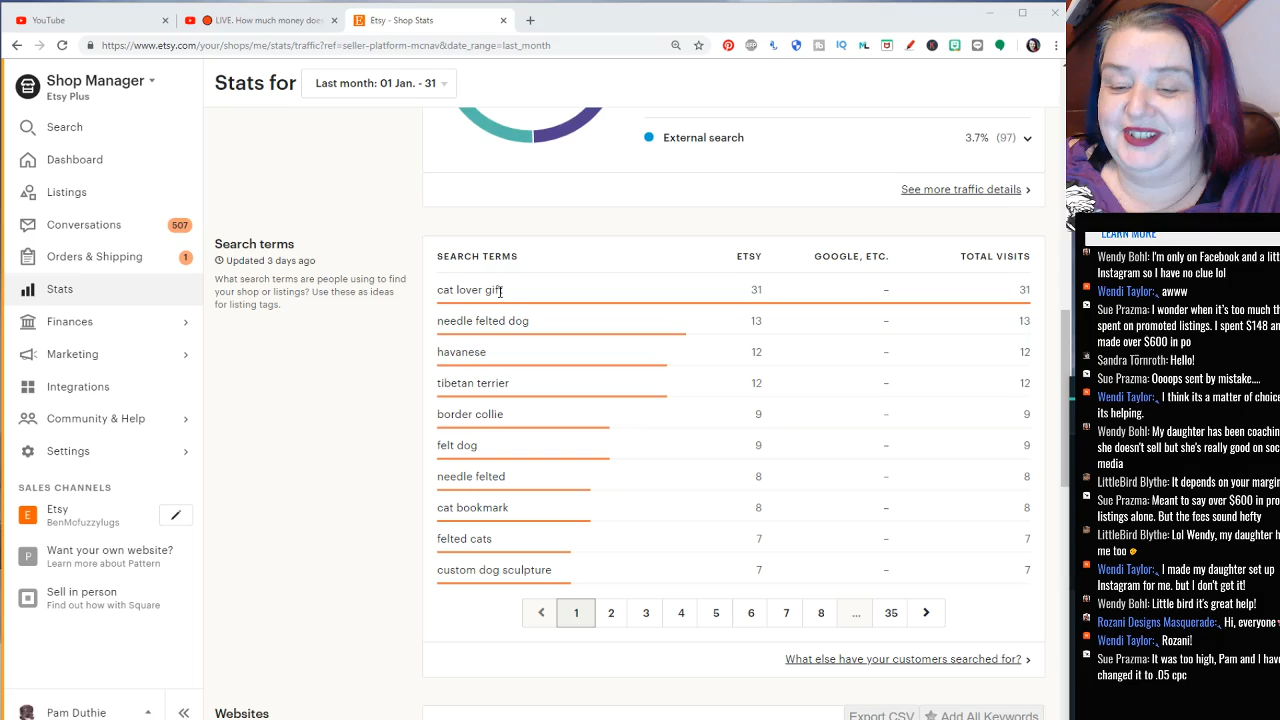 YouTube
LIVE. How much money does
Etsy - Shop Stats
https://www.etsy.com/your/shops/me/stats/traffic?ref=seller-platform-mcnav&date_range=last_month
Shop Manager
Etsy Plus
Search
Dashboard
Listings
Conversations 507
Orders & Shipping 1
Stats
Finances
Marketing
Integrations
Community & Help
Settings
SALES CHANNELS
E Etsy
BenMofuzzylugs
P Want your own website?
Learn more about Pattern
Sell in person
Find out how with Square
Pam Duthie
Stats for Last month: 01 Jan. - 31
External search 3.7% (97)
See more traffic details
Search terms
Updated 3 days ago
What search terms are people using to find
your shop or listings? Use these as ideas
for listing tags.
SEARCH TERMS ETSY GOOGLE, ETC. TOTAL VISITS
cat lover gift 31 – 31
needle felted dog 13 – 13
havanese 12 – 12
tibetan terrier 12 – 12
border collie 9 – 9
felt dog 9 – 9
needle felted 8 – 8
cat bookmark 8 – 8
felted cats 7 – 7
custom dog sculpture 7 – 7
1 2 3 4 5 6 7 8 ... 35
What else have your customers searched for?
Websites
Export CSV Add All Keywords
LEARN MORE
Wendy Bohl: I'm only on Facebook and a little
Instagram so I have no clue lol
Wendi Taylor: awww
Sue Prazma: I wonder when it's too much th
spent on promoted listings. I spent $148 an
made over $600 in po
Sandra Törnroth: Hello!
Sue Prazma: Oooops sent by mistake....
Wendi Taylor: I think its a matter of choice
its helping.
Wendy Bohl: My daughter has been coachin
she doesn't sell but she's really good on soc
media
LittleBird Blythe: It depends on your margin
Sue Prazma: Meant to say over $600 in pro
listings alone. But the fees sound hefty
LittleBird Blythe: Lol Wendy, my daughter h
me too
Wendi Taylor: I made my daughter set up
Instagram for me. but I don't get it!
Wendy Bohl: Little bird it's great help!
Rozani Designs Masquerade: Hi, everyone
Wendi Taylor: Rozani!
Sue Prazma: It was too high, Pam and I have
changed it to .05 cpc